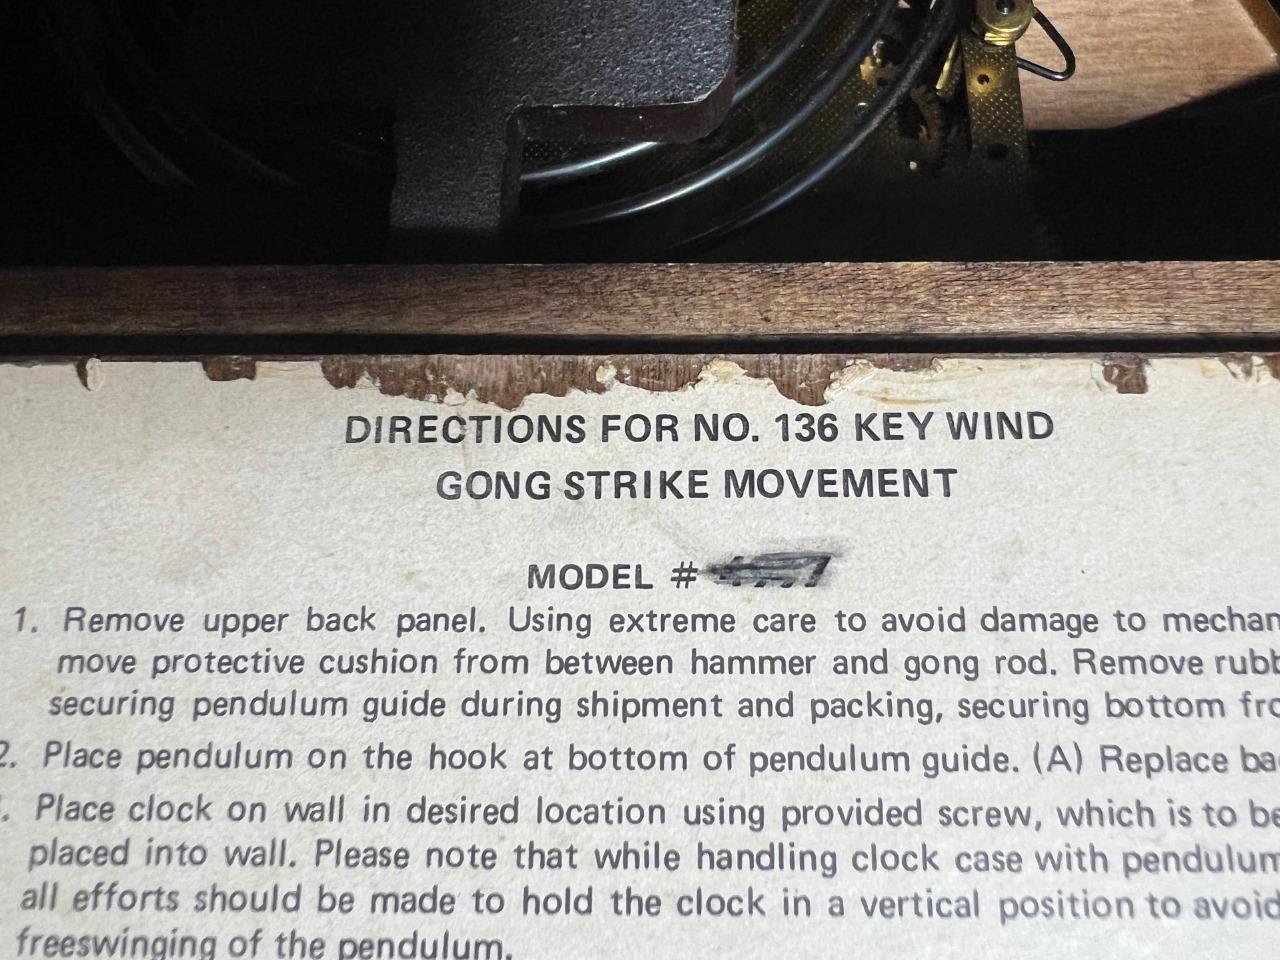 DIRECTIONS FOR NO. 136 KEY WIND
GONG STRIKE MOVEMENT
MODEL #
1. Remove upper back panel. Using extreme care to avoid damage to mechan
move protective cushion from between hammer and gong rod. Remove rubb
securing pendulum guide during shipment and packing, securing bottom fro
2. Place pendulum on the hook at bottom of pendulum guide. (A) Replace ba
. Place clock on wall in desired location using provided screw, which is to be
placed into wall. Please note that while handling clock case with pendulum
all efforts should be made to hold the clock in a vertical position to avoid
freeswinging of the pendulum.